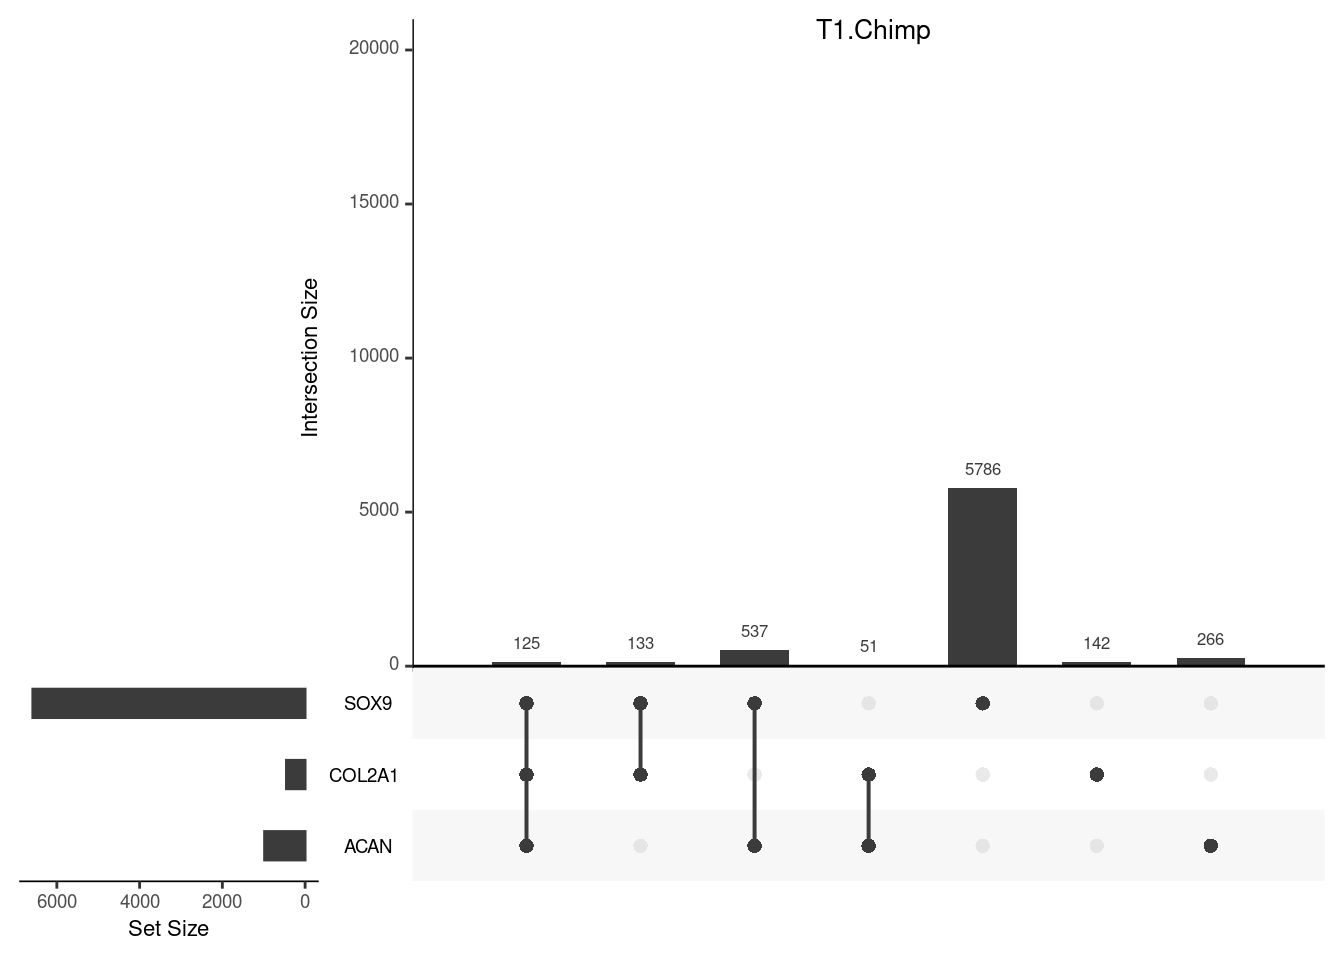 T1.Chimp
20000
15000
10000
5000
0
Intersection Size
5786
125
133
537
51
142
266
SOX9
COL2A1
ACAN
6000 4000 2000 0
Set Size